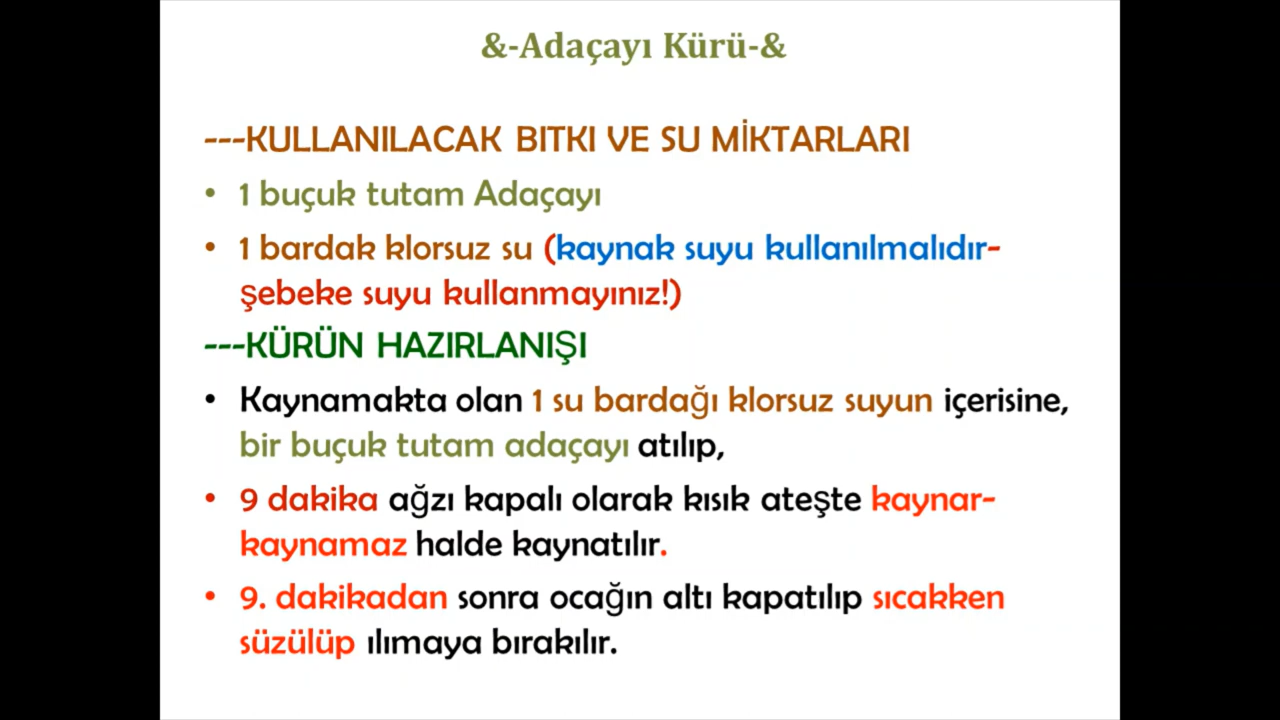 &-Adaçayı Kürü-&
---KULLANILACAK BITKI VE SU MİKTARLARI
• 1 buçuk tutam Adaçayı
• 1 bardak klorsuz su (kaynak suyu kullanılmalıdır-
şebeke suyu kullanmayınız!)
---KÜRÜN HAZIRLANIŞI
• Kaynamakta olan 1 su bardağı klorsuz suyun içerisine,
bir buçuk tutam adaçayı atılıp,
• 9 dakika ağzı kapalı olarak kısık ateşte kaynar-
kaynamaz halde kaynatılır.
• 9. dakikadan sonra ocağın altı kapatılıp sıcakken
süzülüp ılımaya bırakılır.